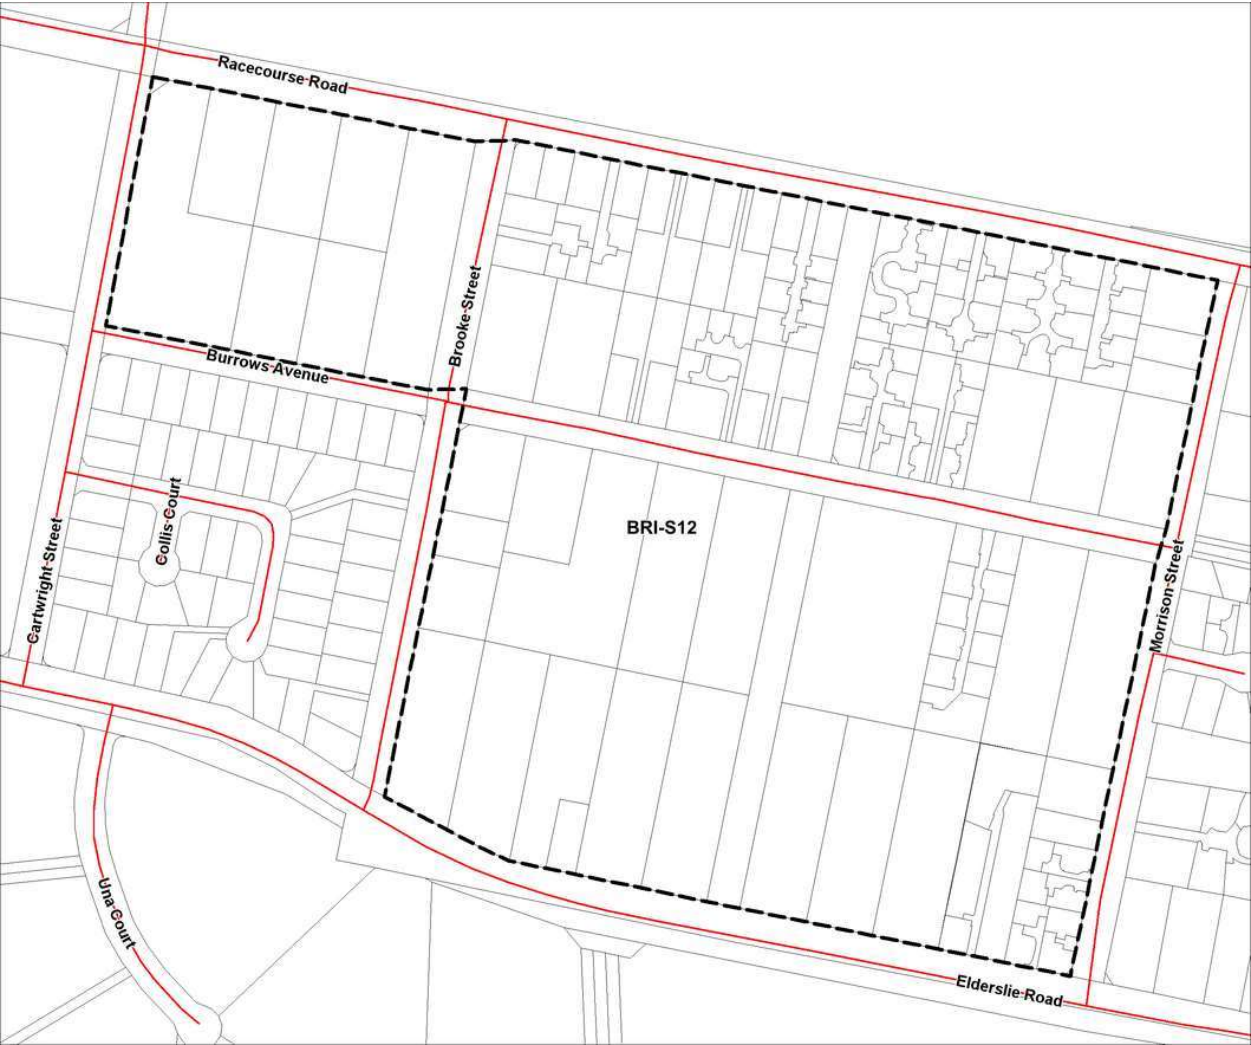 Racecourse Road
Brooke Street
Burrows Avenue
Collis Court
BRI-S12
Cartwright Street
Morrison Street
Una Court
Elderslie Road